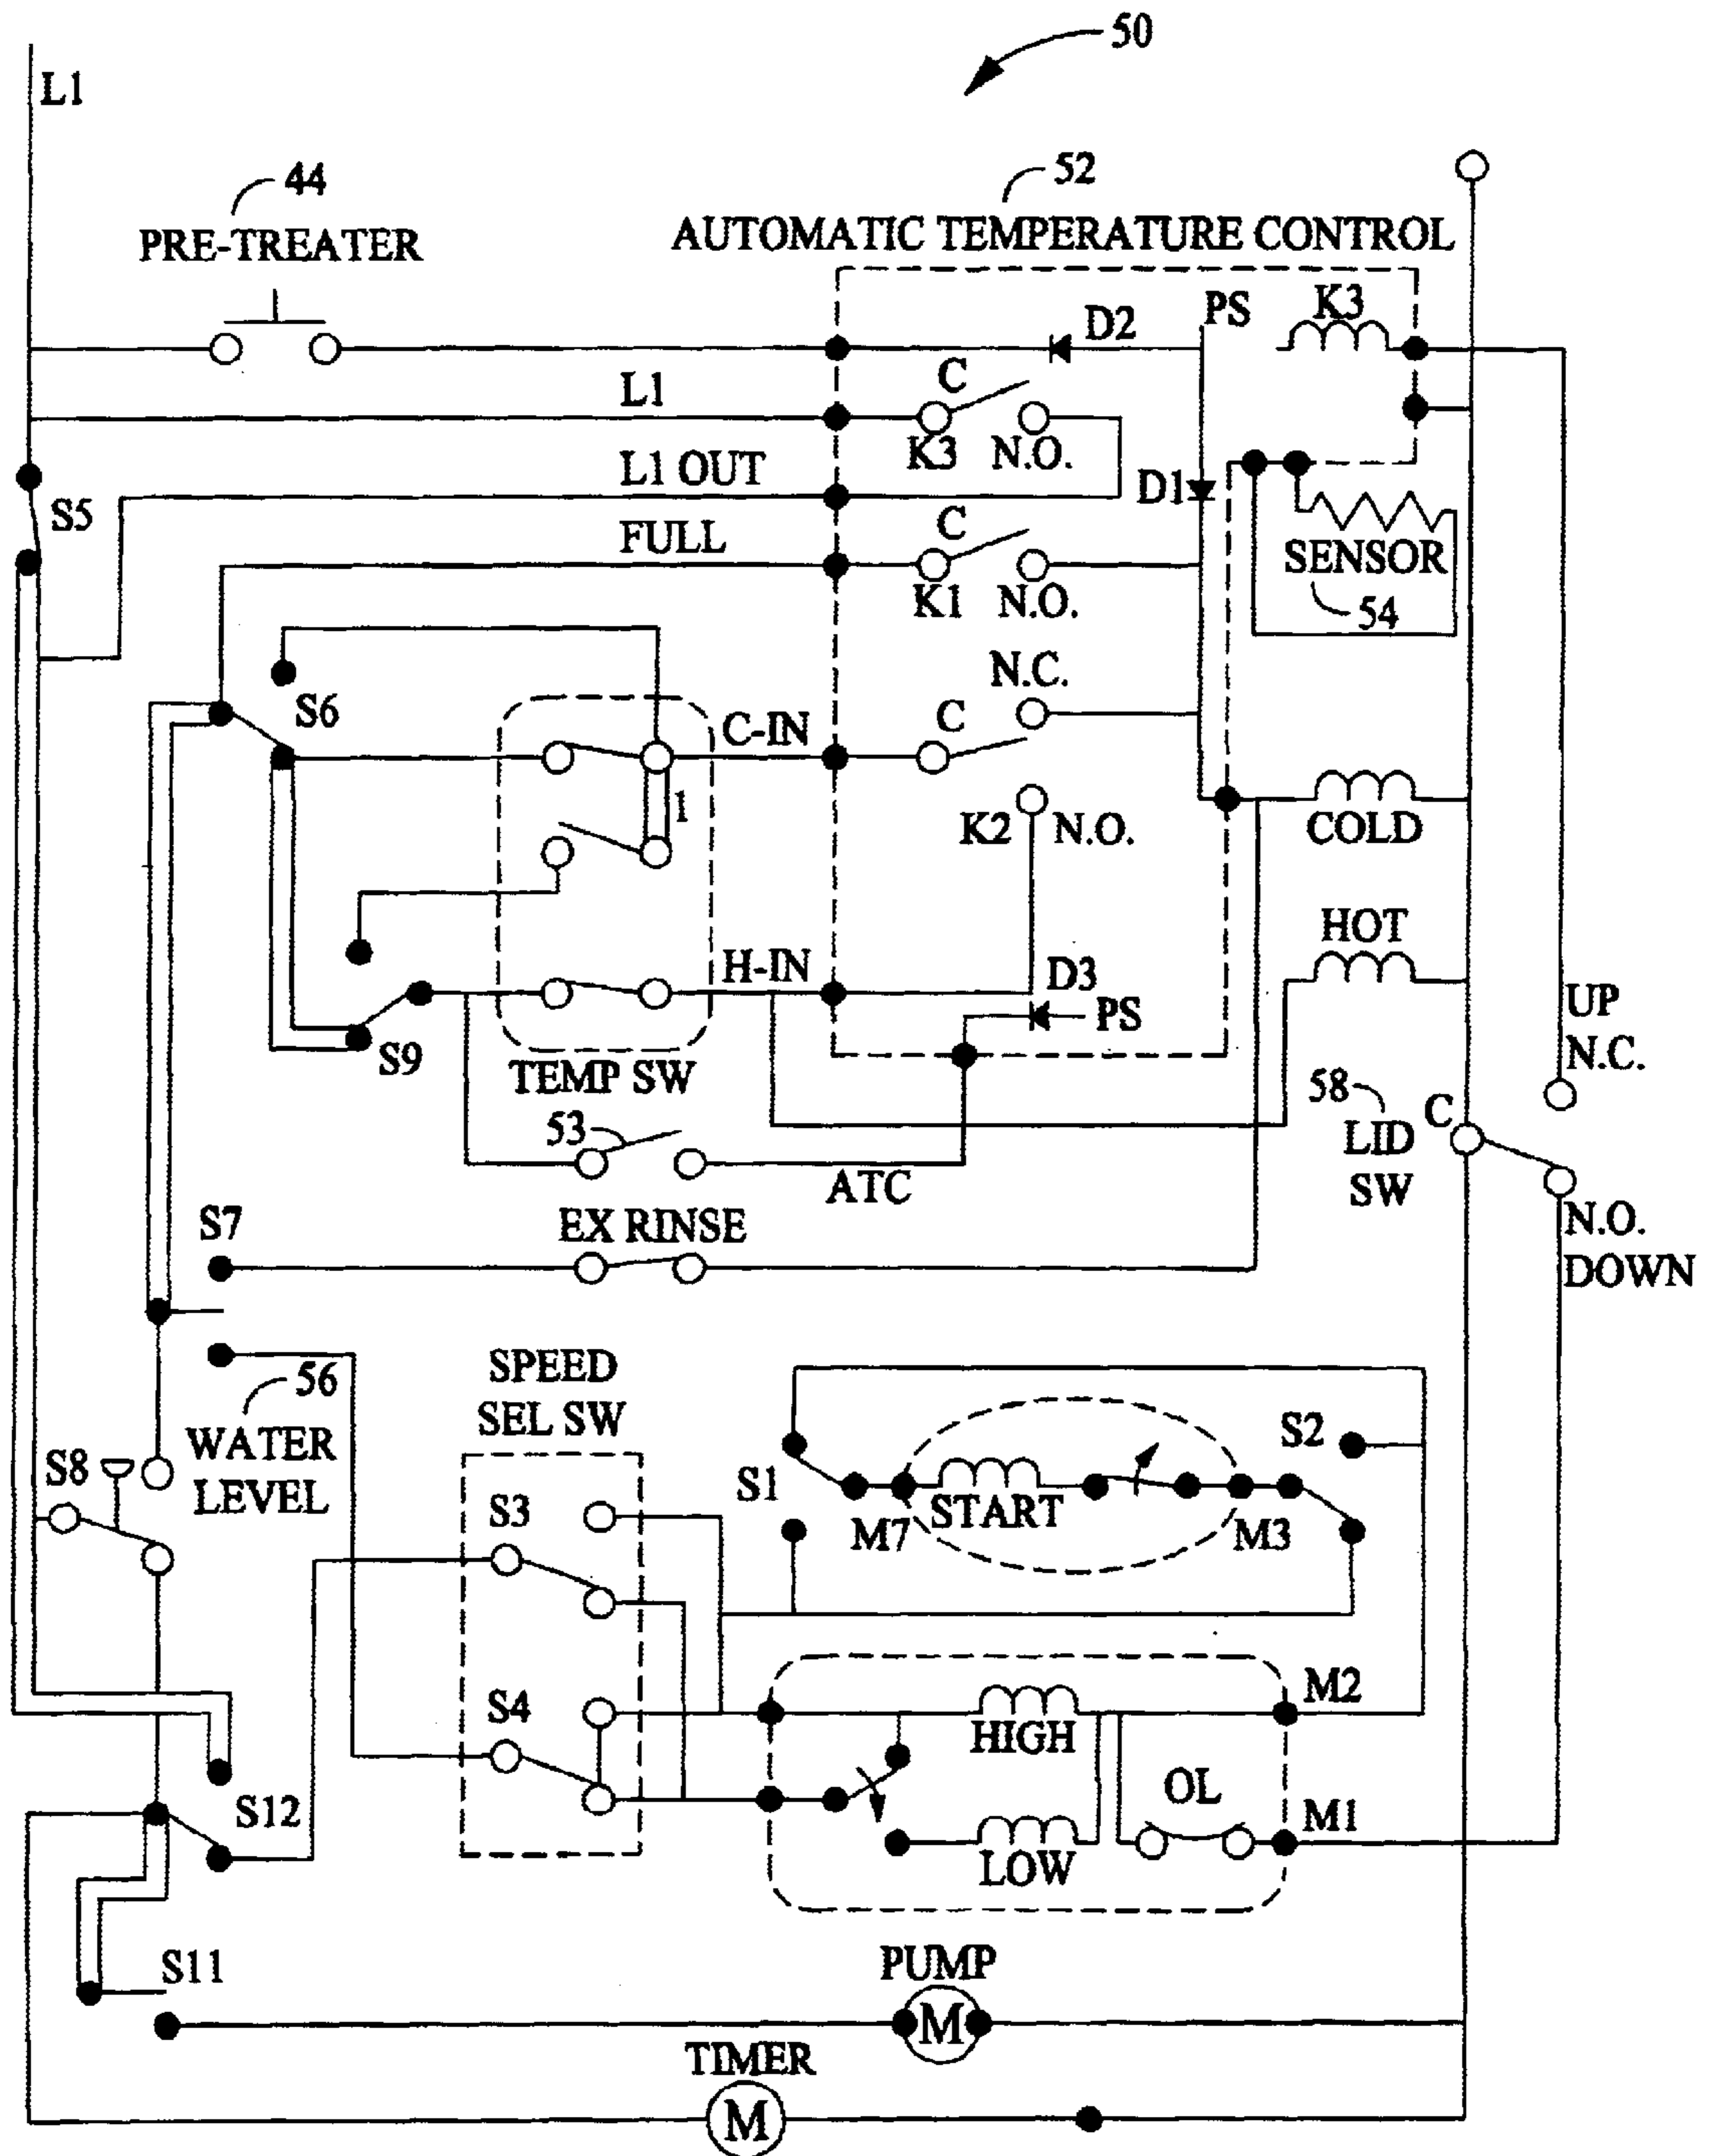 50
L1
44
PRE-TREATER
52
AUTOMATIC TEMPERATURE CONTROL
D2
PS
K3
L1
C
K3
N.O.
L1 OUT
D1
S5
FULL
C
K1
N.O.
SENSOR
54
S6
C-IN
N.C.
C
1
K2
N.O.
COLD
HOT
H-IN
D3
PS
S9
TEMP SW
UP
N.C.
58
C
LID
SW
53
ATC
N.O.
DOWN
S7
EX RINSE
56
WATER
LEVEL
SPEED
SEL SW
S8
S1
S2
START
M7
M3
S3
S4
M2
HIGH
OL
M1
LOW
S12
S11
PUMP
M
TIMER
M